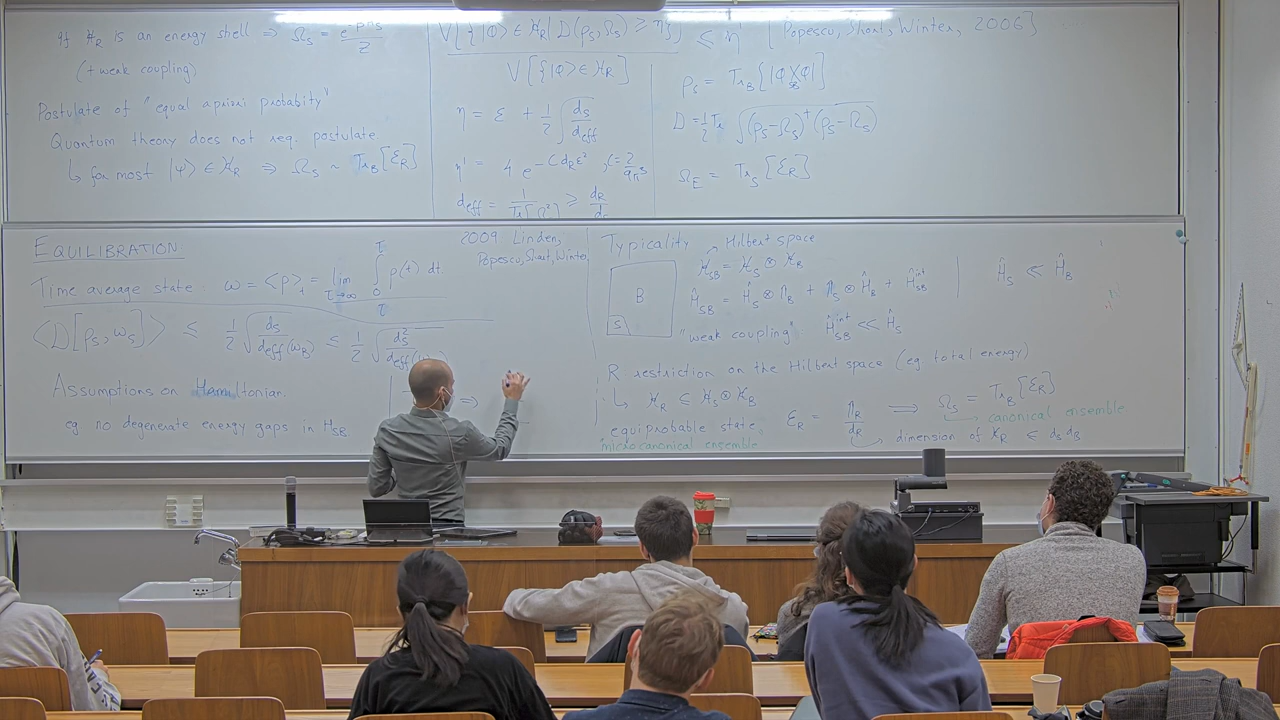 If ℋ_R is an energy shell ⇒ Ω_S = e^{-βH_S}/Z
(+ weak coupling)
Postulate of "equal apriori probability"
Quantum theory does not req. postulate
↳ for most |ψ⟩ ∈ ℋ_R ⇒ Ω_S ~ Tr_B[ℰ_R]
V[{|Φ⟩ ∈ ℋ_R | D(ρ_S, Ω_S) ≥ η}] / V[{|Φ⟩ ∈ ℋ_R}] ≤ η' [Popescu, Short, Winter, 2006]
η = ε + 1/2 √(d_S/d_eff)
η' = 4 e^{-C d_R ε²}, C = 2/9π³
d_eff = 1/Tr[Ω²] ≥ d_R/d_S
ρ_S = Tr_B{|Φ⟩⟨Φ|}
D = 1/2 Tr √((ρ_S-Ω_S)†(ρ_S-Ω_S))
Ω_E = Tr_S[ℰ_R]
EQUILIBRATION
2009 Linden,
Popescu, Short, Winter
Time average state: ω = ⟨ρ⟩_t = lim_{τ→∞} ∫_0^τ ρ(t) dt / τ
⟨D[ρ_S, ω_S]⟩ ≤ 1/2 √(d_S/d_eff(ω_B)) ≤ 1/2 √(d_S²/d_eff(ω))
Assumptions on Hamiltonian.
eg no degenerate energy gaps in H_SB
⇒
Typicality
Hilbert space
B
S
ℋ_SB = ℋ_S ⊗ ℋ_B
Ĥ_SB = Ĥ_S ⊗ 𝟙_B + 𝟙_S ⊗ Ĥ_B + Ĥ_SB^int
Ĥ_S ≪ Ĥ_B
"weak coupling" Ĥ_SB^int ≪ Ĥ_S
R restriction on the Hilbert space (eg total energy)
↳ ℋ_R ≤ ℋ_S ⊗ ℋ_B
equiprobable state ℰ_R = 𝟙_R/d_R ⇒ Ω_S = Tr_B[ℰ_R]
microcanonical ensemble
canonical ensemble
dimension of ℋ_R ≤ d_S d_B